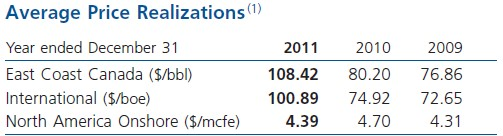 Average Price Realizations(1)
Year ended December 31 2011 2010 2009
East Coast Canada ($/bbl) 108.42 80.20 76.86
International ($/boe) 100.89 74.92 72.65
North America Onshore ($/mcfe) 4.39 4.70 4.31